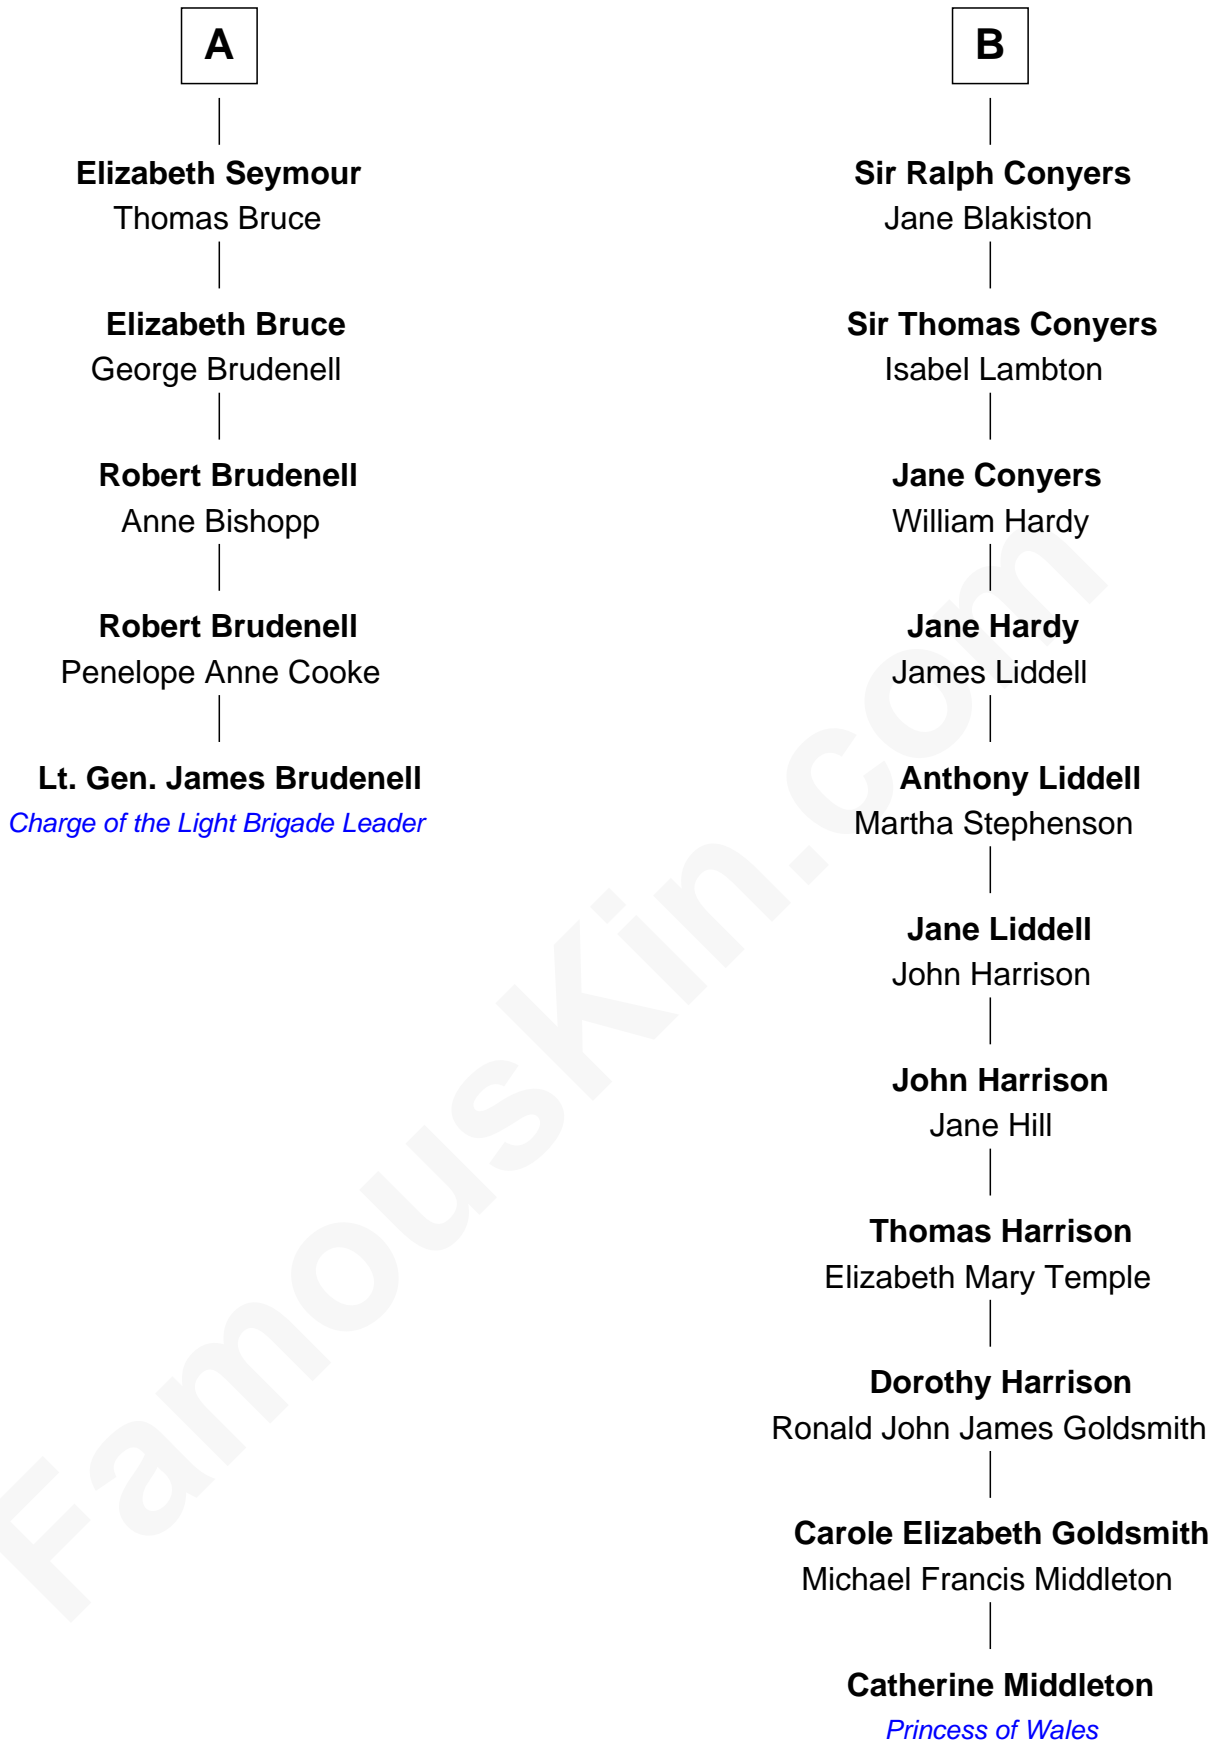 A
Elizabeth Seymour
Thomas Bruce
Elizabeth Bruce
George Brudenell
Robert Brudenell
Anne Bishopp
Robert Brudenell
Penelope Anne Cooke
Lt. Gen. James Brudenell
Charge of the Light Brigade Leader
B
Sir Ralph Conyers
Jane Blakiston
Sir Thomas Conyers
Isabel Lambton
Jane Conyers
William Hardy
Jane Hardy
James Liddell
Anthony Liddell
Martha Stephenson
Jane Liddell
John Harrison
John Harrison
Jane Hill
Thomas Harrison
Elizabeth Mary Temple
Dorothy Harrison
Ronald John James Goldsmith
Carole Elizabeth Goldsmith
Michael Francis Middleton
Catherine Middleton
Princess of Wales
FamousKin.com